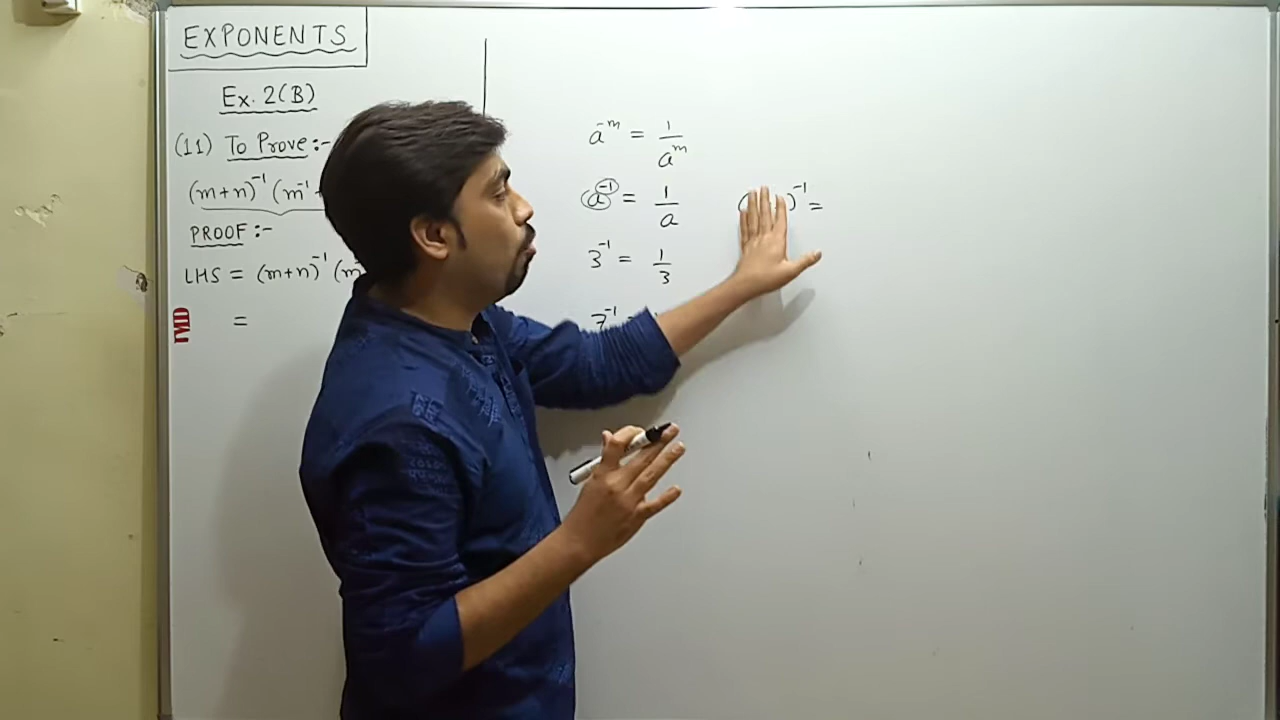 EXPONENTS
Ex. 2(B)
(11) To Prove :-
(m+n)⁻¹ (m⁻¹
PROOF :-
LHS = (m+n)⁻¹ (m
=
TMD
a⁻ᵐ = 1/aᵐ
a⁻¹ = 1/a
3⁻¹ = 1/3
7⁻¹ =
)⁻¹ =